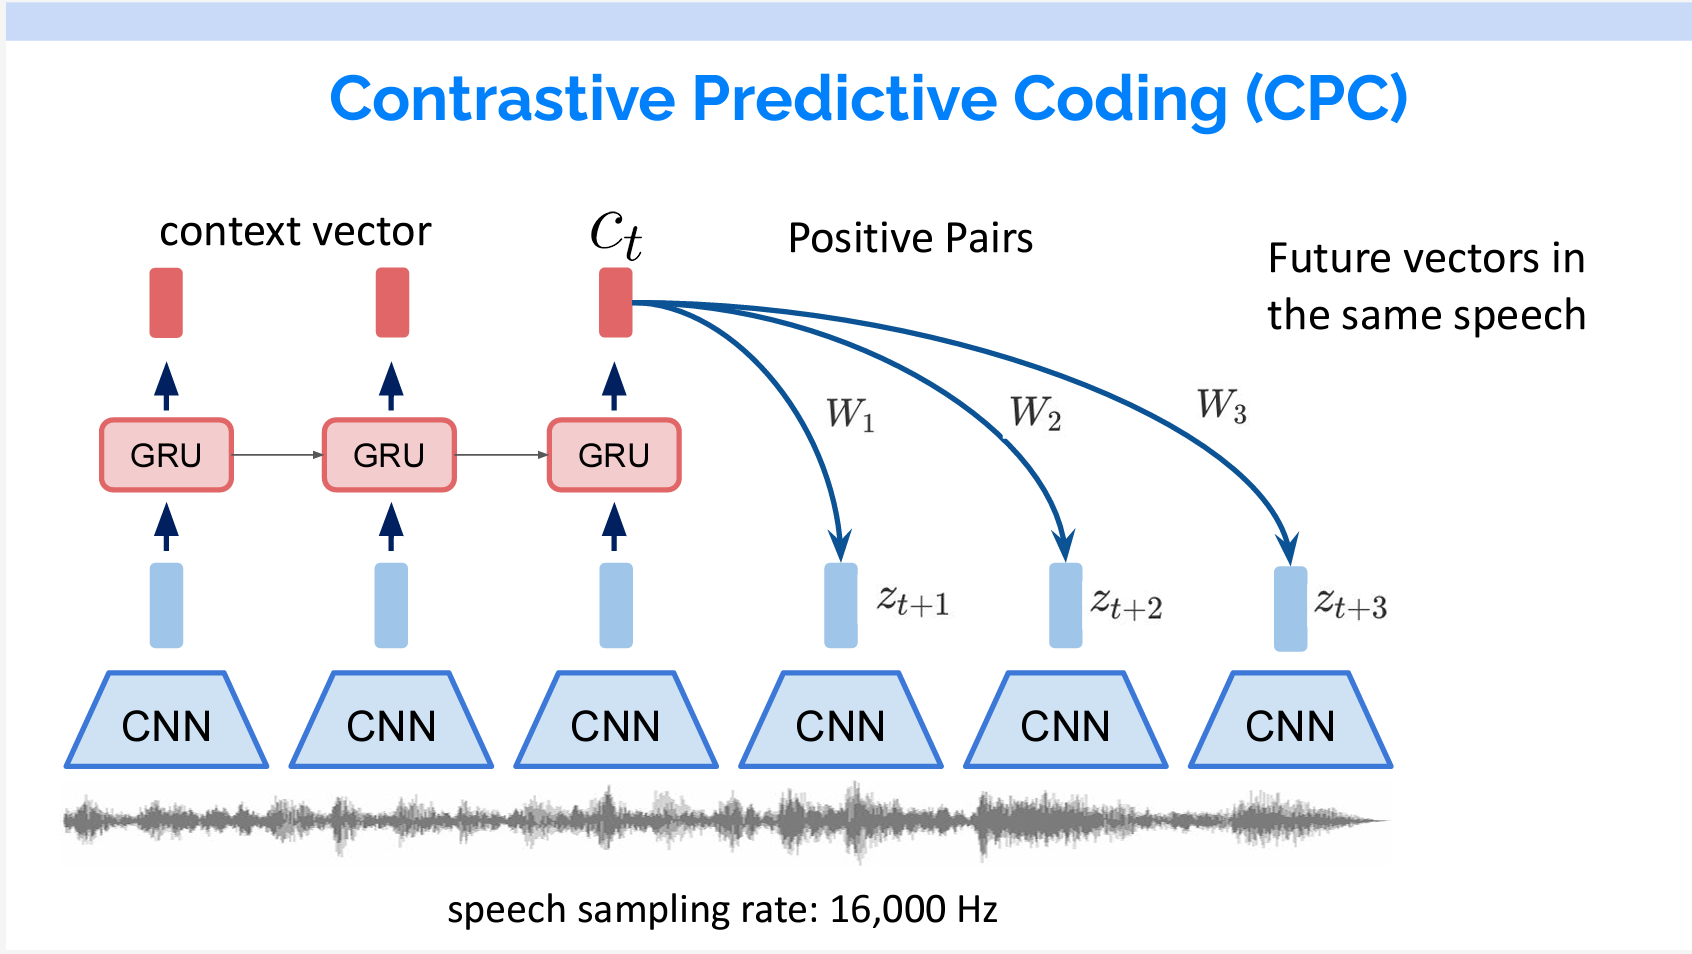 Contrastive Predictive Coding (CPC)
context vector
c_t
Positive Pairs
Future vectors in
the same speech
W_1
W_2
W_3
GRU
GRU
GRU
z_{t+1}
z_{t+2}
z_{t+3}
CNN
CNN
CNN
CNN
CNN
CNN
speech sampling rate: 16,000 Hz